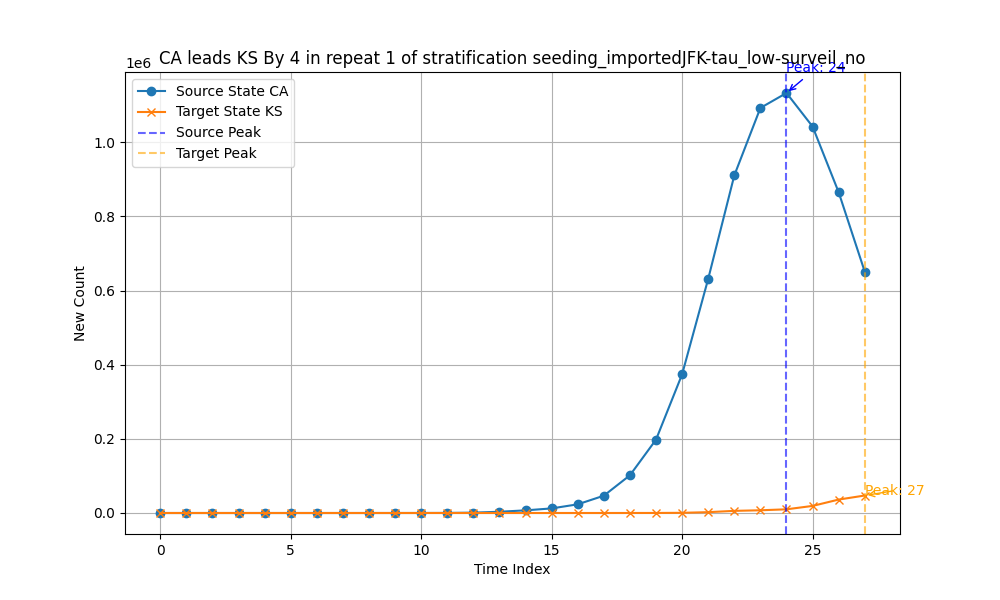 CA leads KS By 4 in repeat 1 of stratification seeding_importedJFK-tau_low-surveil_no
1e6
Peak: 24
Source State CA
Target State KS
Source Peak
Target Peak
1.0
0.8
0.6
0.4
0.2
0.0
New Count
Peak: 27
0
5
10
15
20
25
Time Index